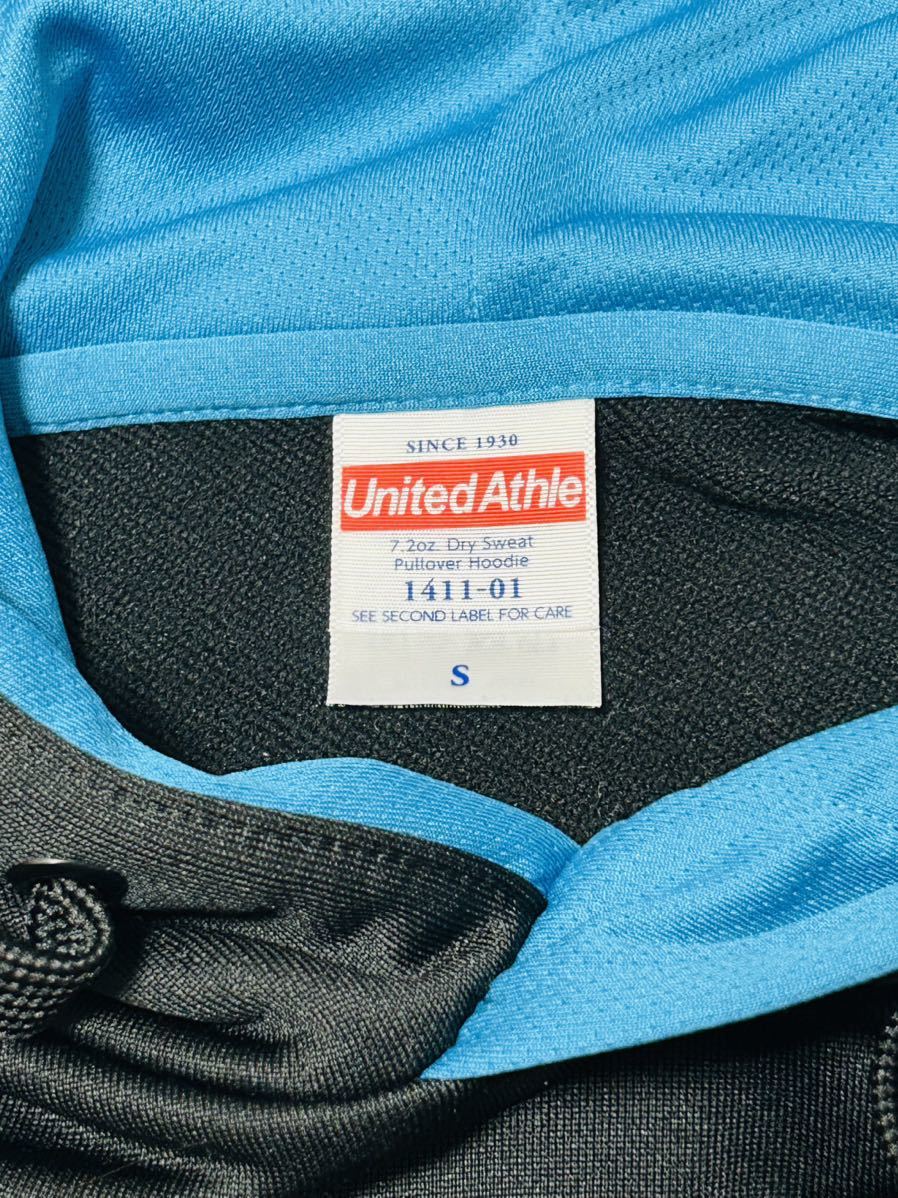 SINCE 1930
United Athle
7.2oz. Dry Sweat
Pullover Hoodie
1411-01
SEE SECOND LABEL FOR CARE
S